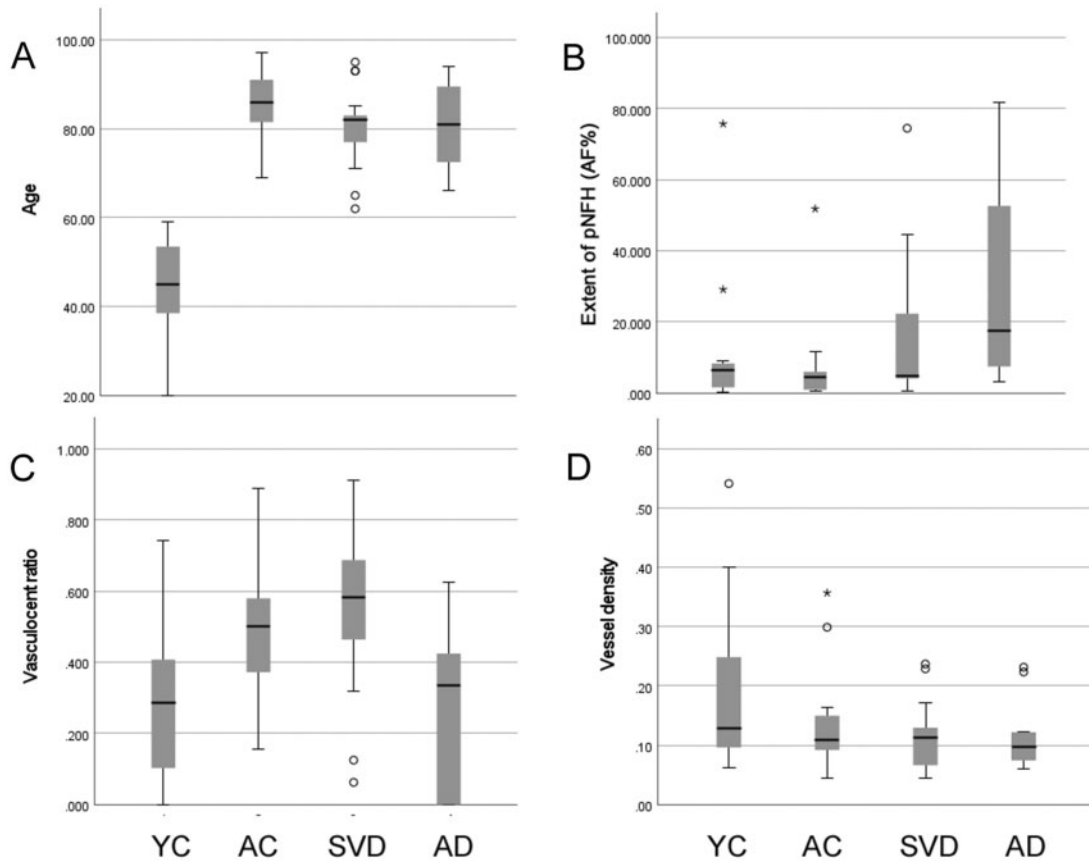 A
100.00
80.00
60.00
40.00
20.00
Age
B
100.000
80.000
60.000
40.000
20.000
.000
Extent of pNFH (AF%)
C
1.000
.800
.600
.400
.200
.000
Vasculocent ratio
YC AC SVD AD
D
.60
.50
.40
.30
.20
.10
.00
Vessel density
YC AC SVD AD